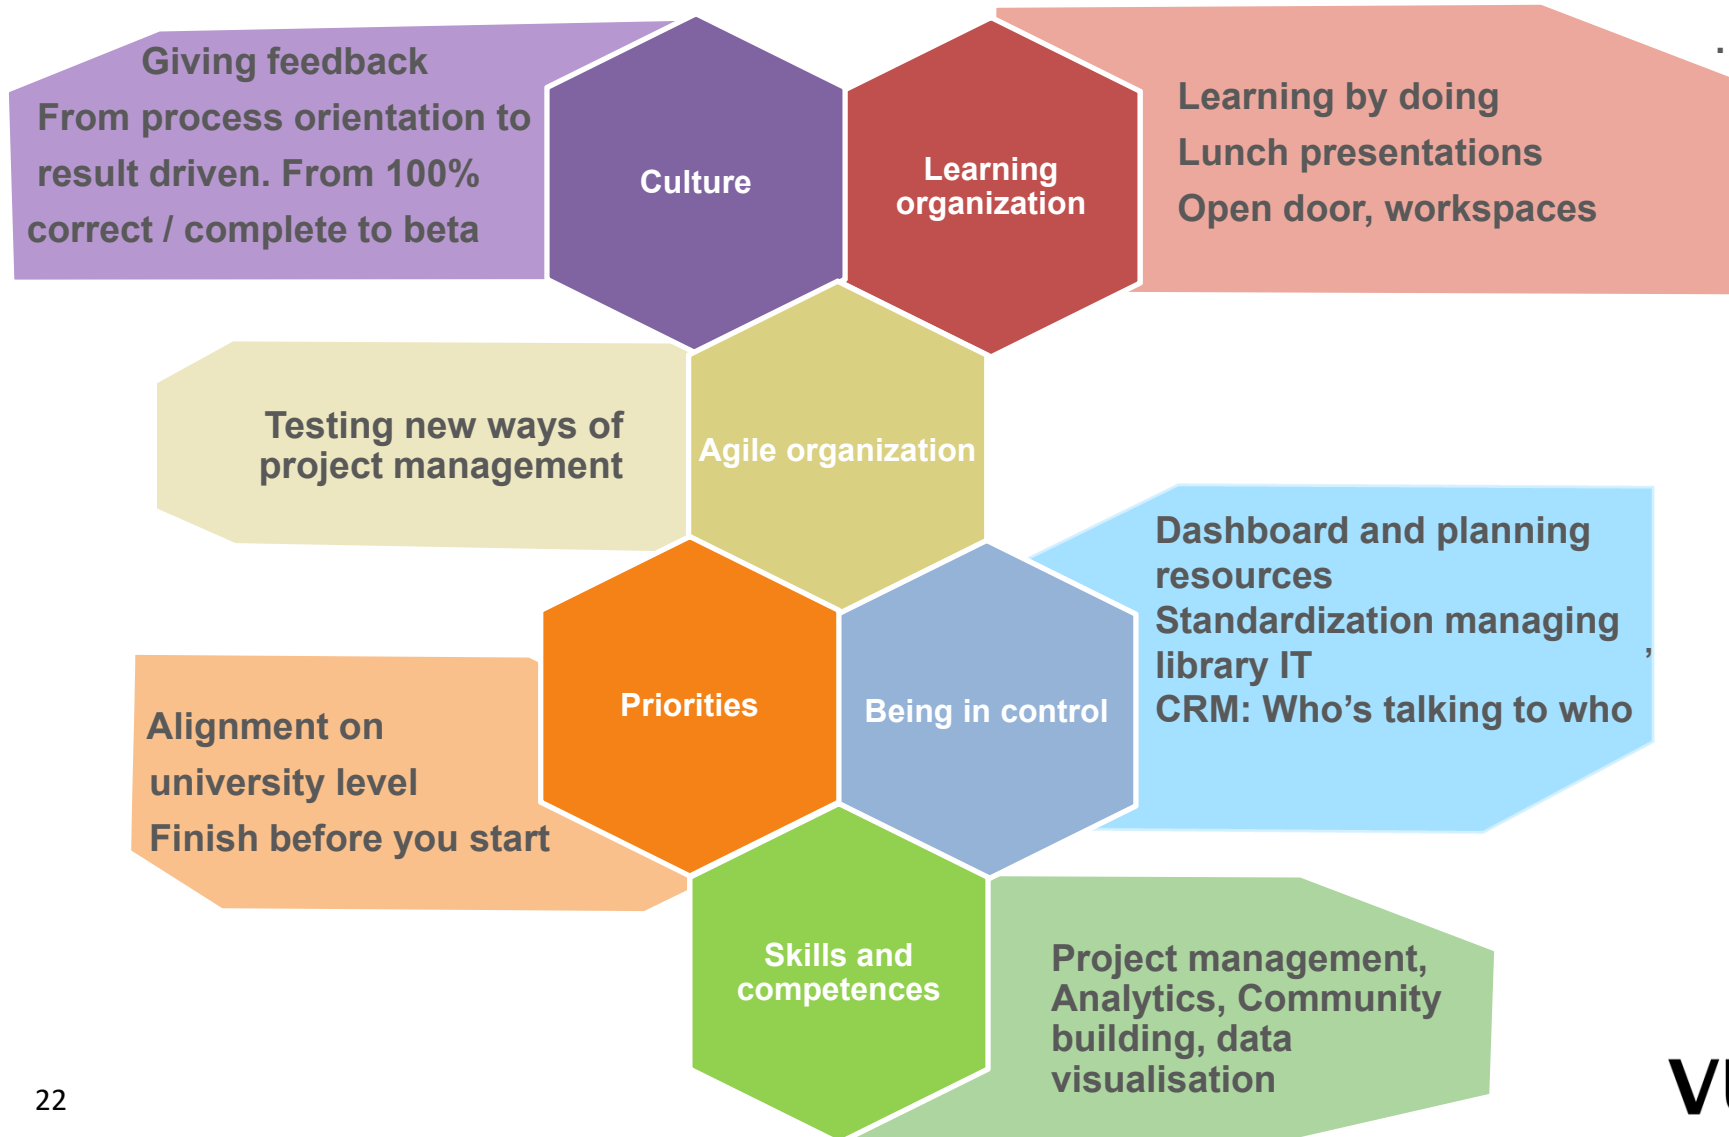 Giving feedback
From process orientation to
result driven. From 100%
correct / complete to beta
Culture
Learning
organization
.
Learning by doing
Lunch presentations
Open door, workspaces
Testing new ways of
project management
Agile organization
Priorities
Alignment on
university level
Finish before you start
Being in control
Dashboard and planning
resources
Standardization managing
library IT
,
CRM: Who’s talking to who
Skills and
competences
Project management,
Analytics, Community
building, data
visualisation
22